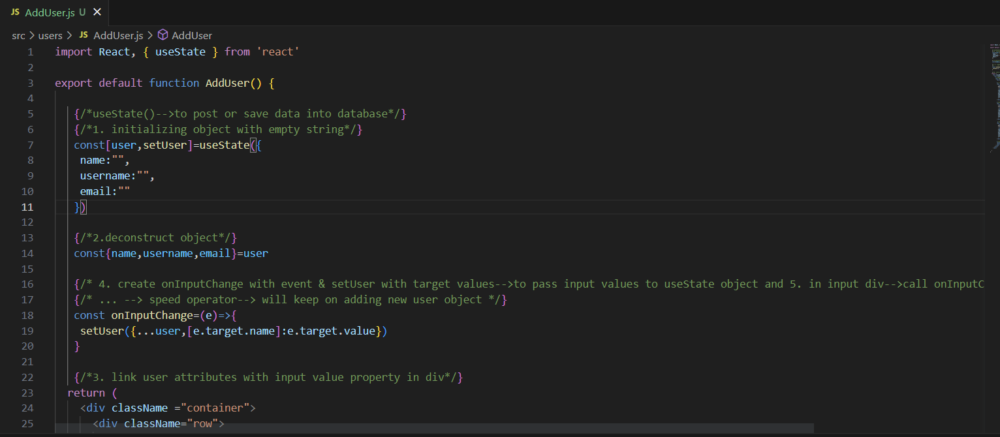 JS AddUser.js U ×
src > users > JS AddUser.js > AddUser
1 import React, { useState } from 'react'
2
3 export default function AddUser() {
4
5 {/*useState()-->to post or save data into database*/}
6 {/*1. initializing object with empty string*/}
7 const[user,setUser]=useState({
8 name:"",
9 username:"",
10 email:""
11 })
12
13 {/*2.deconstruct object*/}
14 const{name,username,email}=user
15
16 {/* 4. create onInputChange with event & setUser with target values-->to pass input values to useState object and 5. in input div-->call onInputC
17 {/* ... --> speed operator--> will keep on adding new user object */}
18 const onInputChange=(e)=>{
19 setUser({...user,[e.target.name]:e.target.value})
20 }
21
22 {/*3. link user attributes with input value property in div*/}
23 return (
24 <div className ="container">
25 <div className="row">